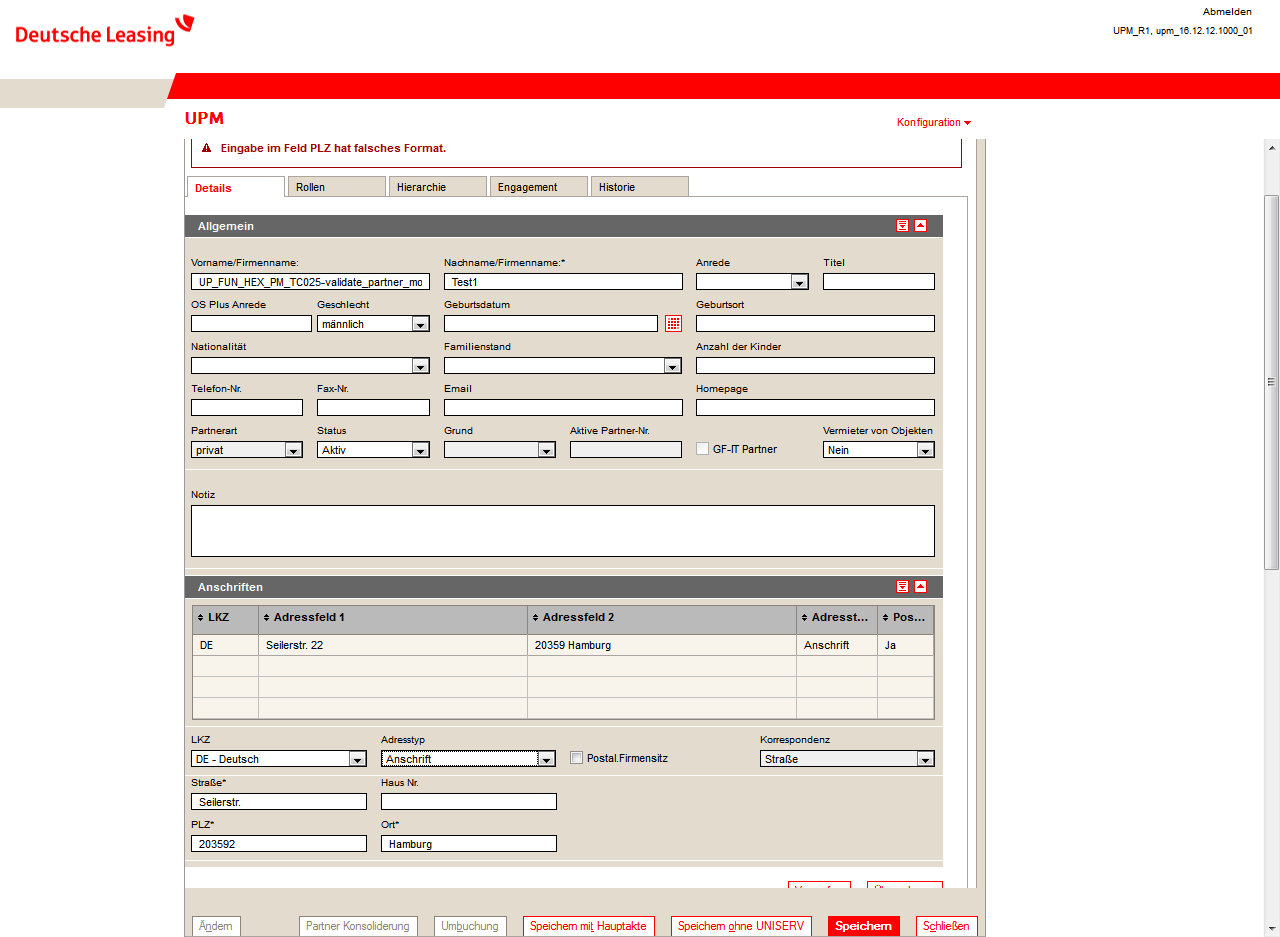 Deutsche Leasing
Abmelden
UPM_R1, upm_16.12.12.1000_01
UPM
Konfiguration
Eingabe im Feld PLZ hat falsches Format.
Details Rollen Hierarchie Engagement Historie
Allgemein
Vorname/Firmenname: Nachname/Firmenname:* Anrede Titel
UP_FUN_HEX_PM_TC025-validate_partner_mo Test1
OS Plus Anrede Geschlecht Geburtsdatum Geburtsort
männlich
Nationalität Familienstand Anzahl der Kinder
Telefon-Nr. Fax-Nr. Email Homepage
Partnerart Status Grund Aktive Partner-Nr. Vermieter von Objekten
privat Aktiv GF-IT Partner Nein
Notiz
Anschriften
LKZ Adressfeld 1 Adressfeld 2 Adresst... Pos...
DE Seilerstr. 22 20359 Hamburg Anschrift Ja
LKZ Adresstyp Korrespondenz
DE - Deutsch Anschrift Postal.Firmensitz Straße
Straße* Haus Nr.
Seilerstr.
PLZ* Ort*
203592 Hamburg
Ändern Partner Konsolidierung Umbuchung Speichern mit Hauptakte Speichern ohne UNISERV Speichern Schließen